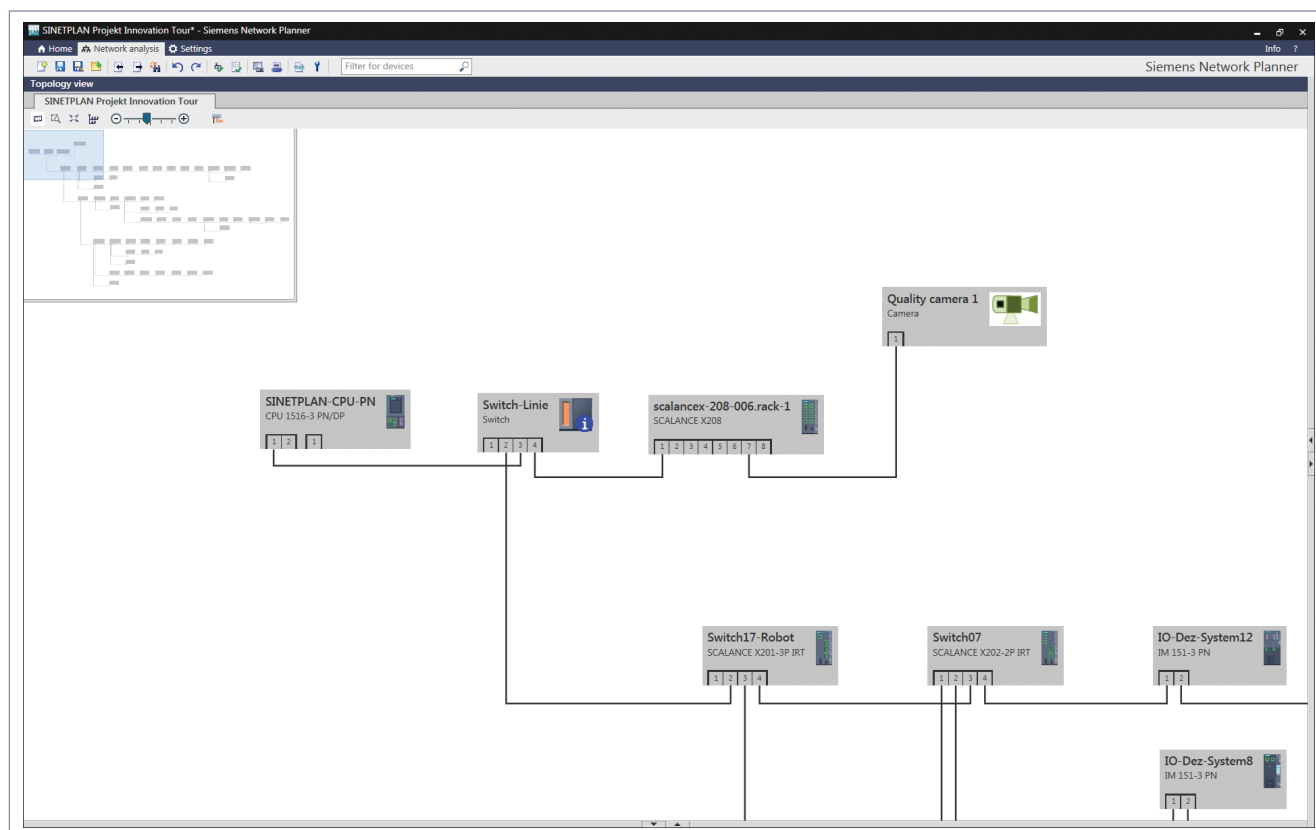 SINETPLAN Projekt Innovation Tour* - Siemens Network Planner
Home Network analysis Settings Info ?
Filter for devices Siemens Network Planner
Topology view
SINETPLAN Projekt Innovation Tour
Quality camera 1
Camera
1
SINETPLAN-CPU-PN
CPU 1516-3 PN/DP
1 2 1
Switch-Linie
Switch
i
1 2 3 4
scalancex-208-006.rack-1
SCALANCE X208
1 2 3 4 5 6 7 8
Switch17-Robot
SCALANCE X201-3P IRT
1 2 3 4
Switch07
SCALANCE X202-2P IRT
1 2 3 4
IO-Dez-System12
IM 151-3 PN
1 2
IO-Dez-System8
IM 151-3 PN
1 2